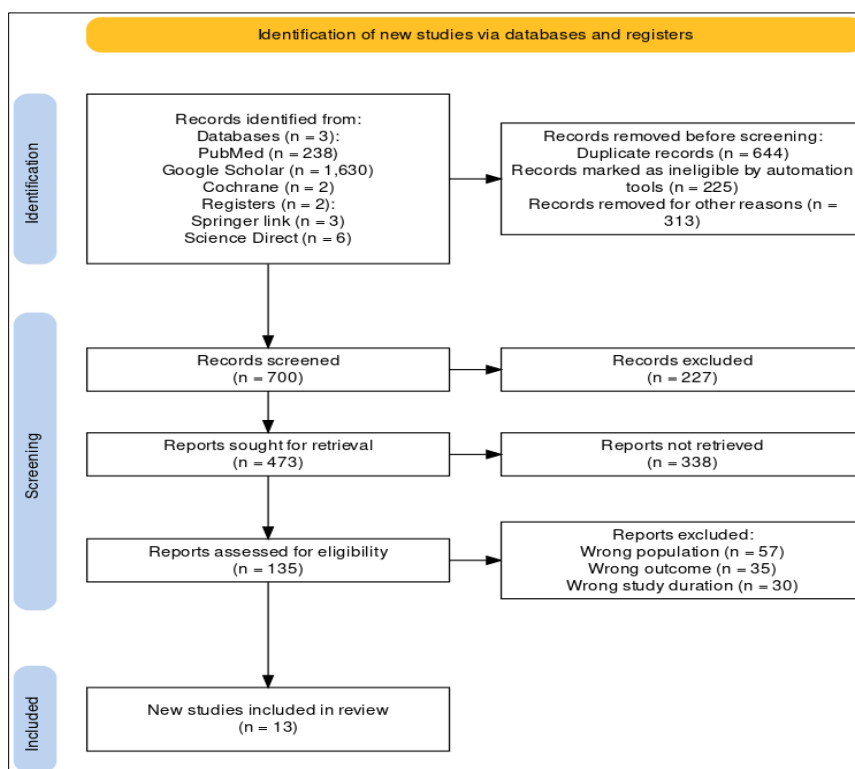 Identification of new studies via databases and registers
Identification
Records identified from:
Databases (n = 3):
PubMed (n = 238)
Google Scholar (n = 1,630)
Cochrane (n = 2)
Registers (n = 2):
Springer link (n = 3)
Science Direct (n = 6)
Records removed before screening:
Duplicate records (n = 644)
Records marked as ineligible by automation
tools (n = 225)
Records removed for other reasons (n =
313)
Screening
Records screened
(n = 700)
Records excluded
(n = 227)
Reports sought for retrieval
(n = 473)
Reports not retrieved
(n = 338)
Reports assessed for eligibility
(n = 135)
Reports excluded:
Wrong population (n = 57)
Wrong outcome (n = 35)
Wrong study duration (n = 30)
Included
New studies included in review
(n = 13)